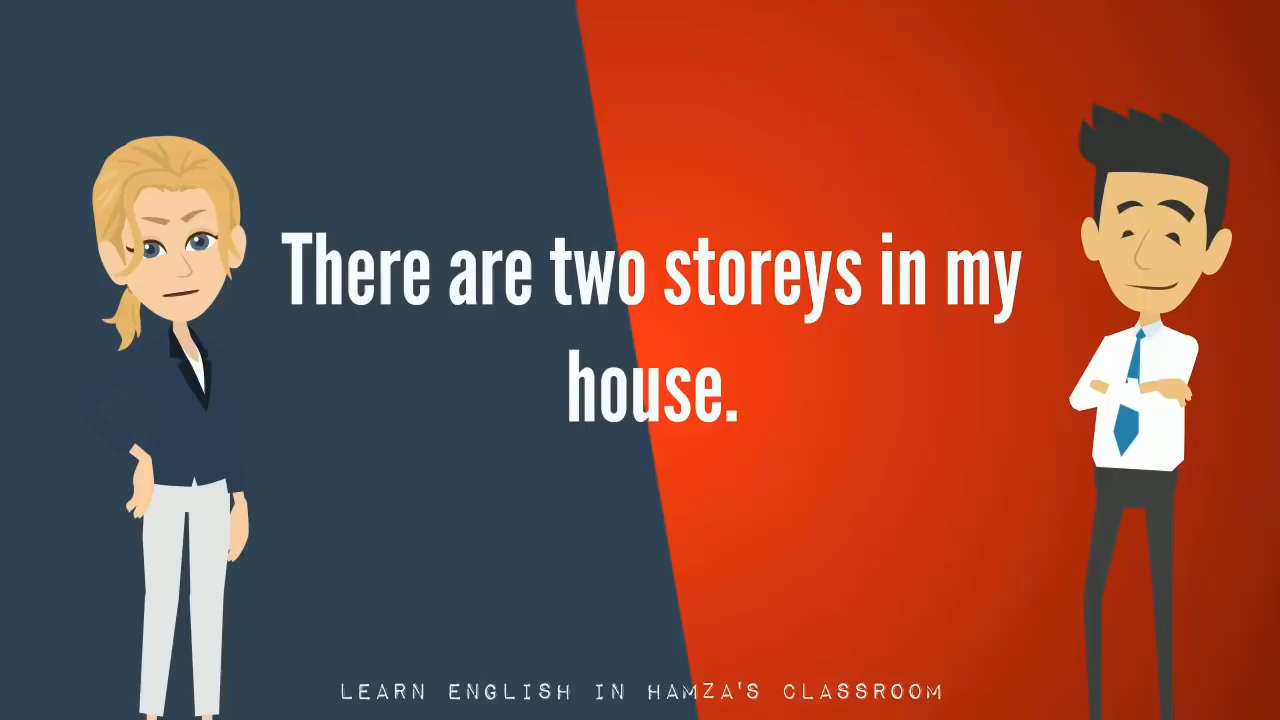 There are two storeys in my
house.
LEARN ENGLISH IN HAMZA'S CLASSROOM